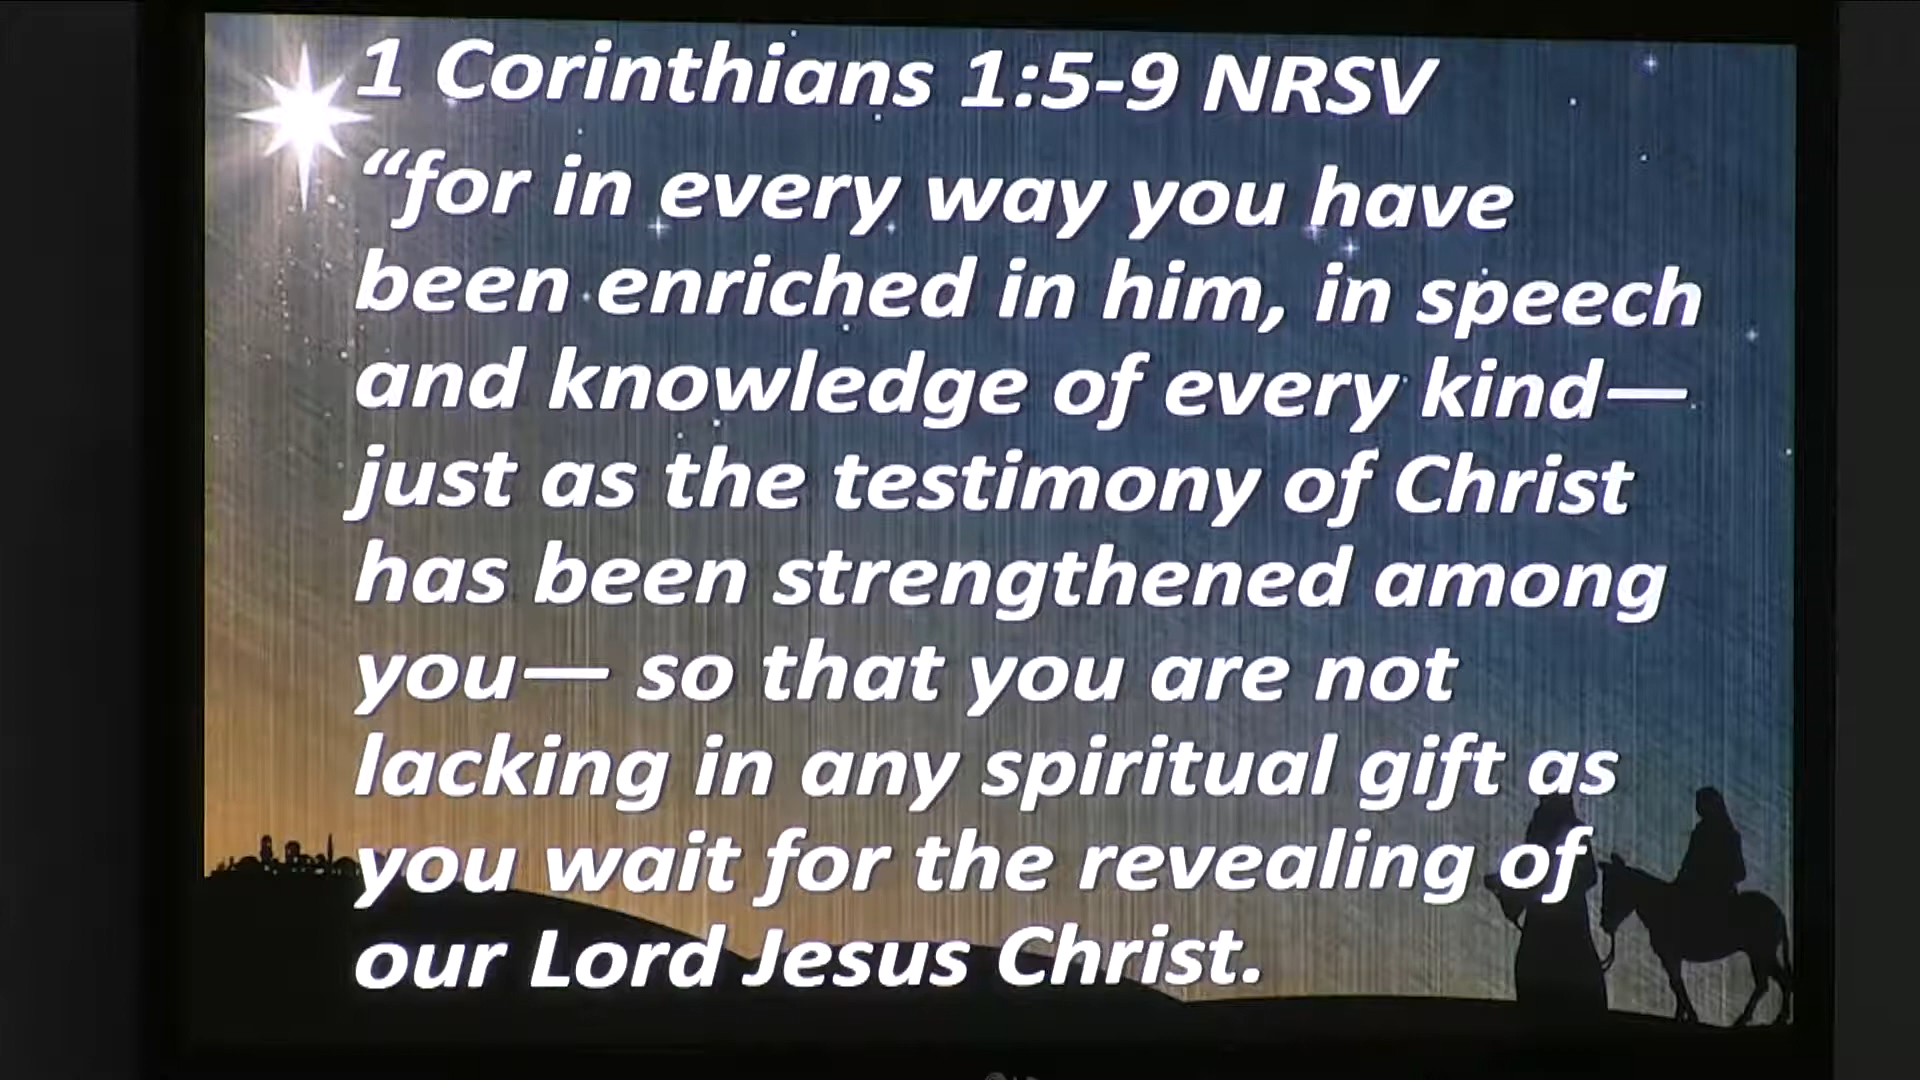 1 Corinthians 1:5-9 NRSV
“for in every way you have
been enriched in him, in speech
and knowledge of every kind—
just as the testimony of Christ
has been strengthened among
you— so that you are not
lacking in any spiritual gift as
you wait for the revealing of
our Lord Jesus Christ.